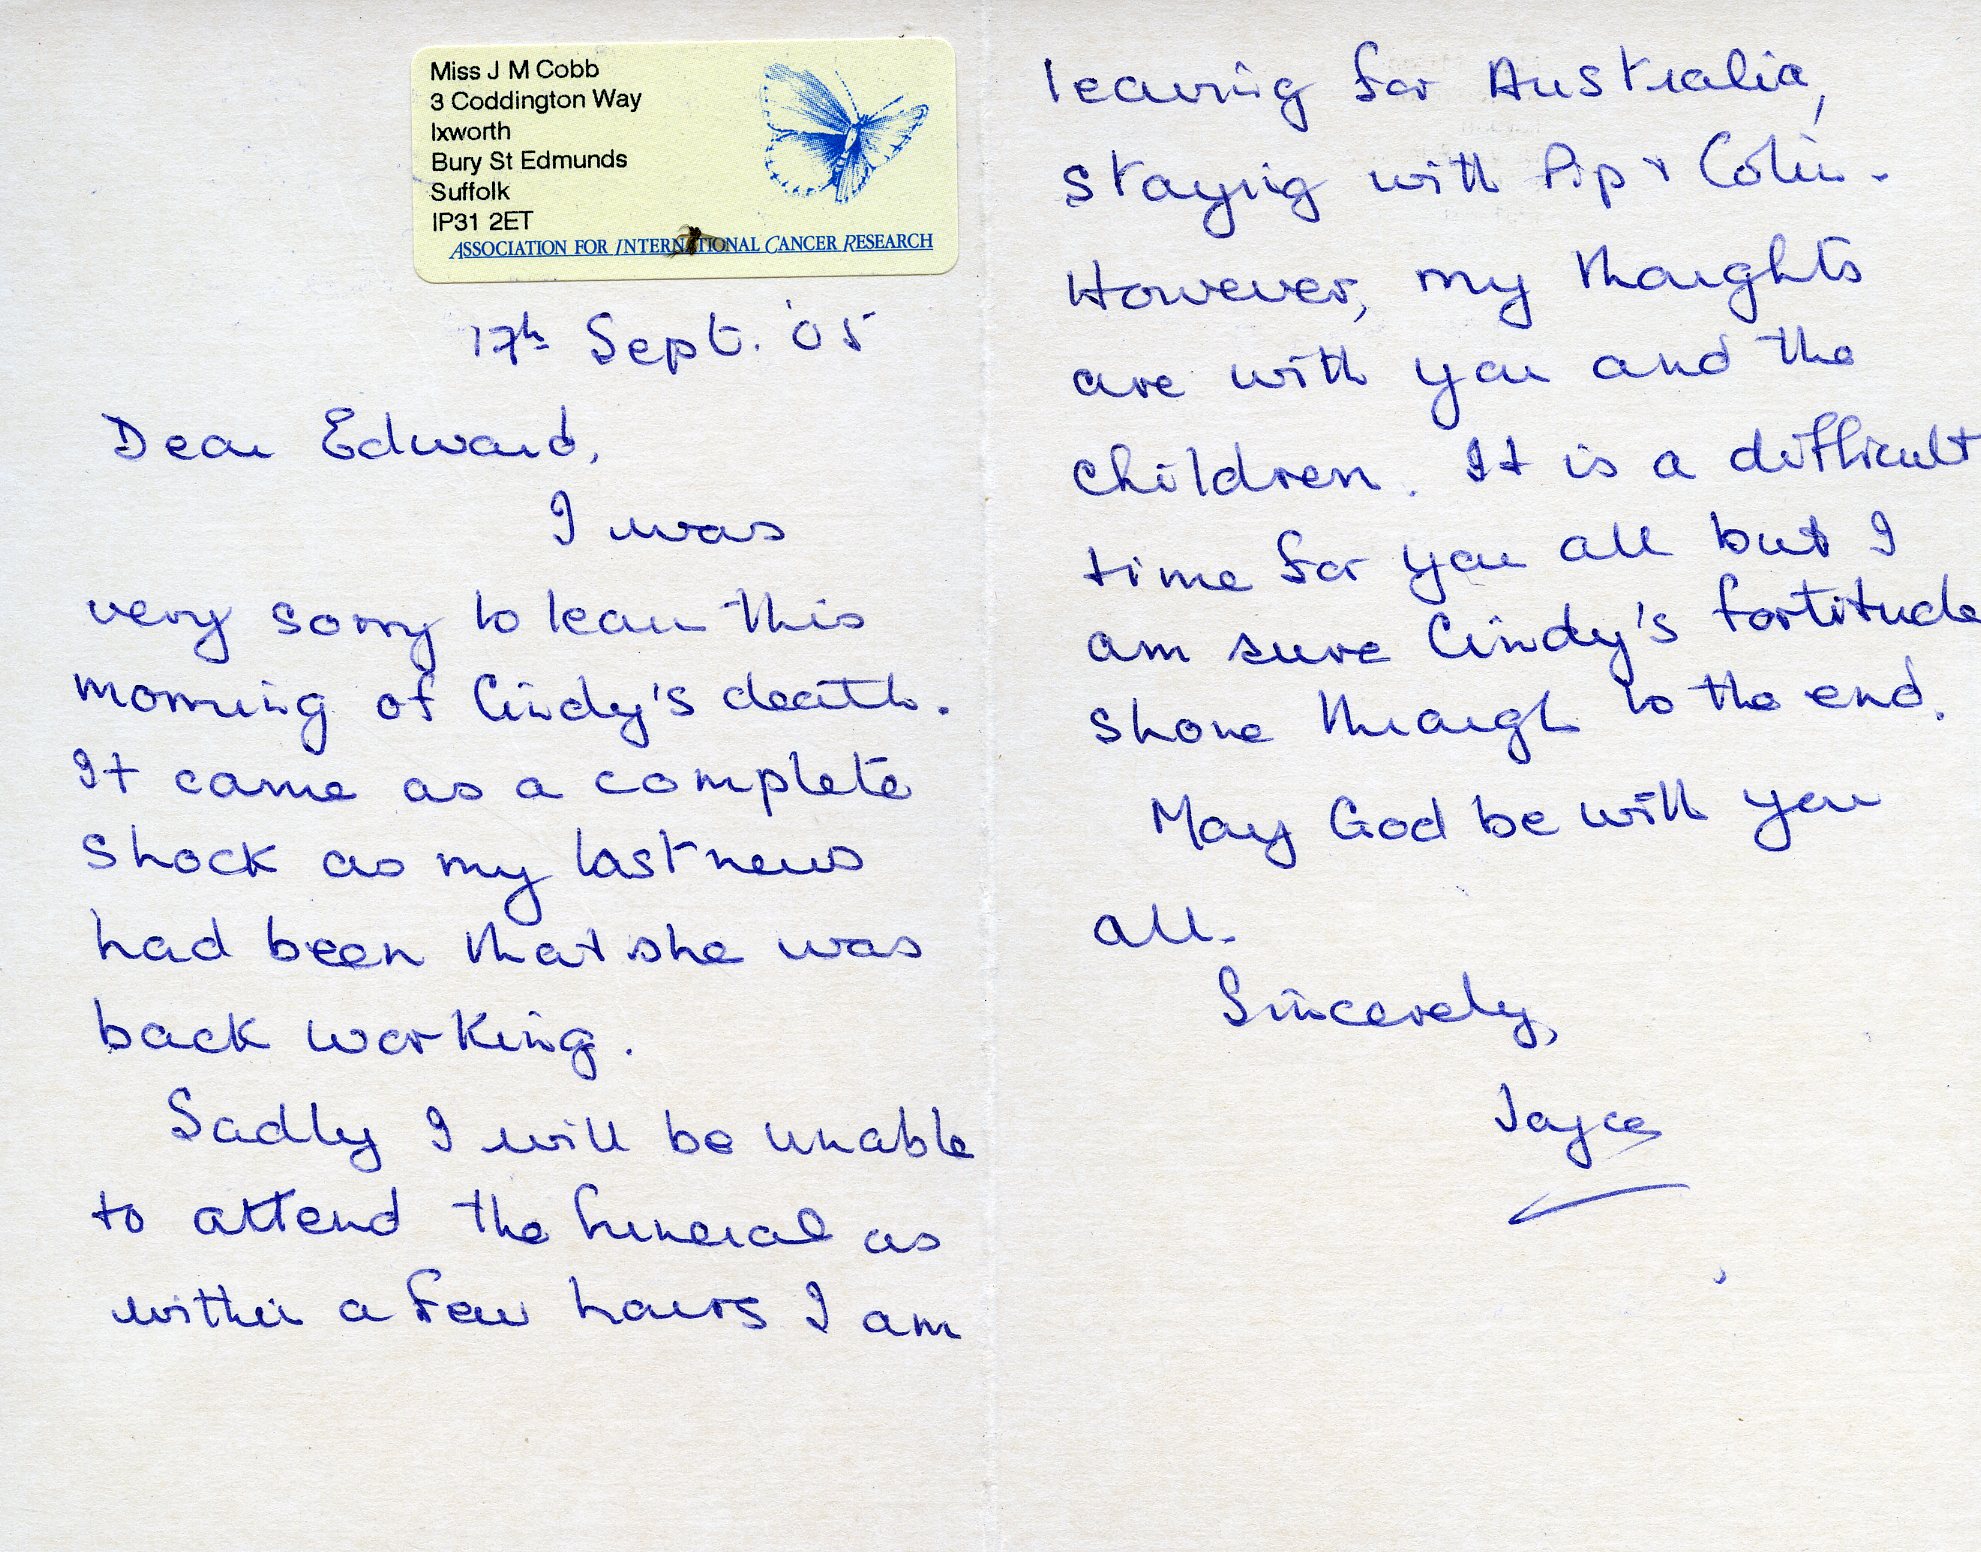 Miss J M Cobb
3 Coddington Way
Ixworth
Bury St Edmunds
Suffolk
IP31 2ET
ASSOCIATION FOR INTERNATIONAL CANCER RESEARCH
17th Sept. '05
Dear Edward,
I was
very sorry to learn this
morning of Cindy's death.
It came as a complete
shock as my last news
had been that she was
back working.
Sadly I will be unable
to attend the funeral as
within a few hours I am
leaving for Australia,
staying with Pip & Colin.
However, my thoughts
are with you and the
children. It is a difficult
time for you all but I
am sure Cindy's fortitude
shone through to the end.
May God be with you
all.
Sincerely,
Joyce